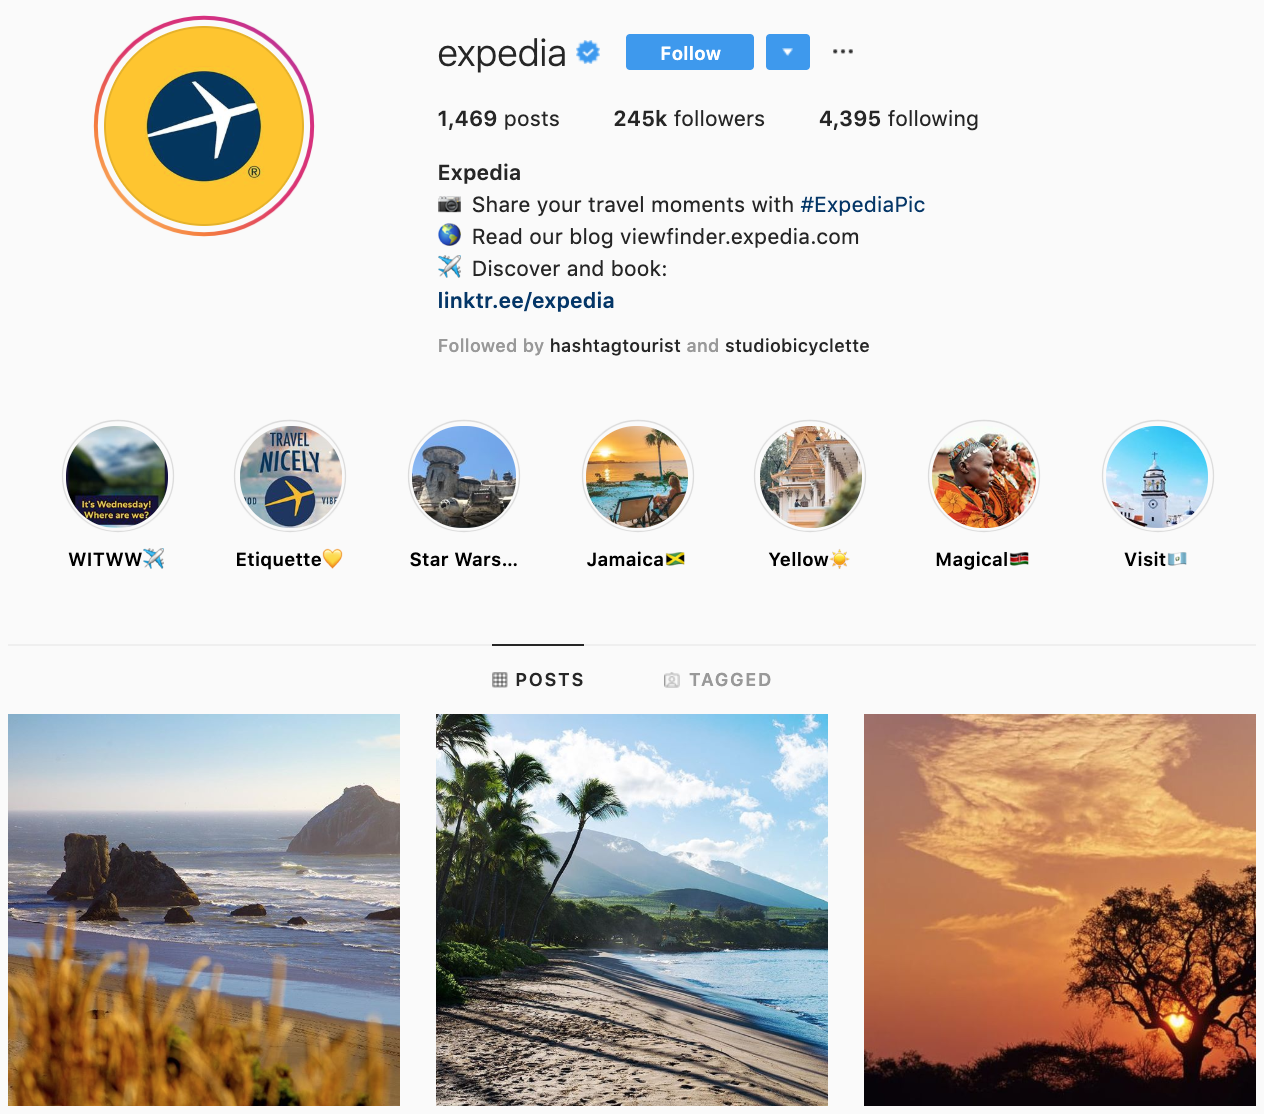 expedia
Follow
1,469 posts 245k followers 4,395 following
Expedia
📷 Share your travel moments with #ExpediaPic
🌎 Read our blog viewfinder.expedia.com
✈️ Discover and book:
linktr.ee/expedia
Followed by hashtagtourist and studiobicyclette
®
It's Wednesday!
Where are we?
TRAVEL
NICELY
WITWW✈️
Etiquette💛
Star Wars...
Jamaica🇯🇲
Yellow☀️
Magical🇰🇪
Visit🇬🇹
POSTS
TAGGED